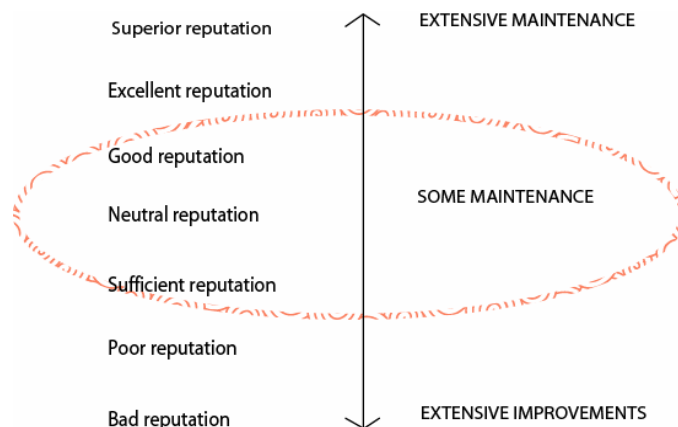 Superior reputation
EXTENSIVE MAINTENANCE
Excellent reputation
Good reputation
SOME MAINTENANCE
Neutral reputation
Sufficient reputation
Poor reputation
Bad reputation
EXTENSIVE IMPROVEMENTS